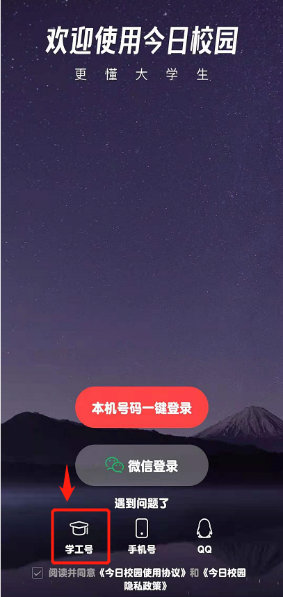 欢迎使用今日校园
更懂大学生
本机号码一键登录
微信登录
遇到问题了
学工号 手机号 QQ
阅读并同意《今日校园使用协议》和《今日校园
隐私政策》